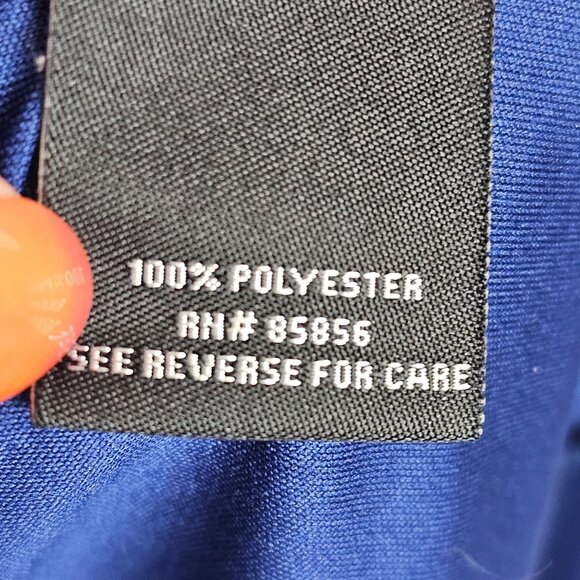 100% POLYESTER
RN# 85856
SEE REVERSE FOR CARE